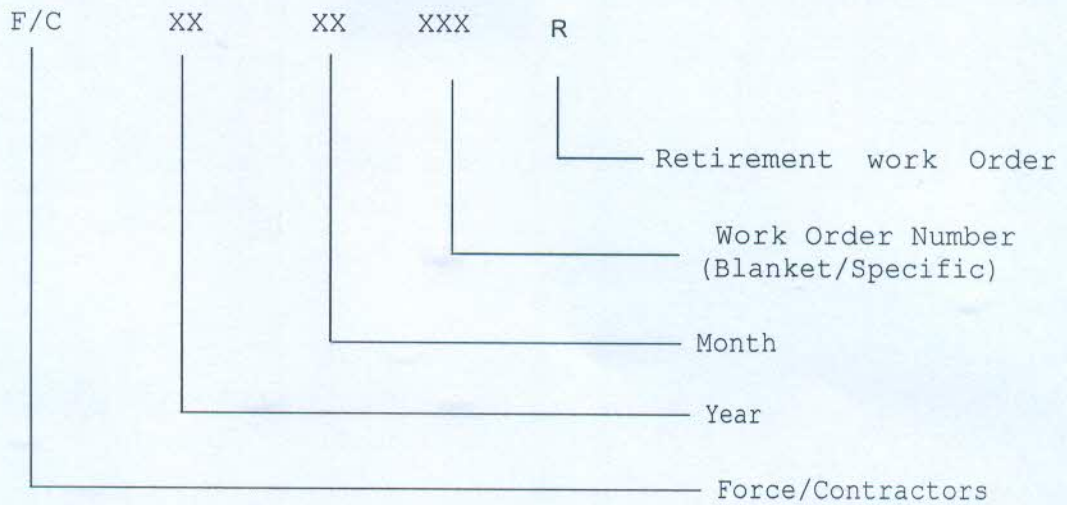 F/C XX XX XXX R
Retirement work Order
Work Order Number
(Blanket/Specific)
Month
Year
Force/Contractors